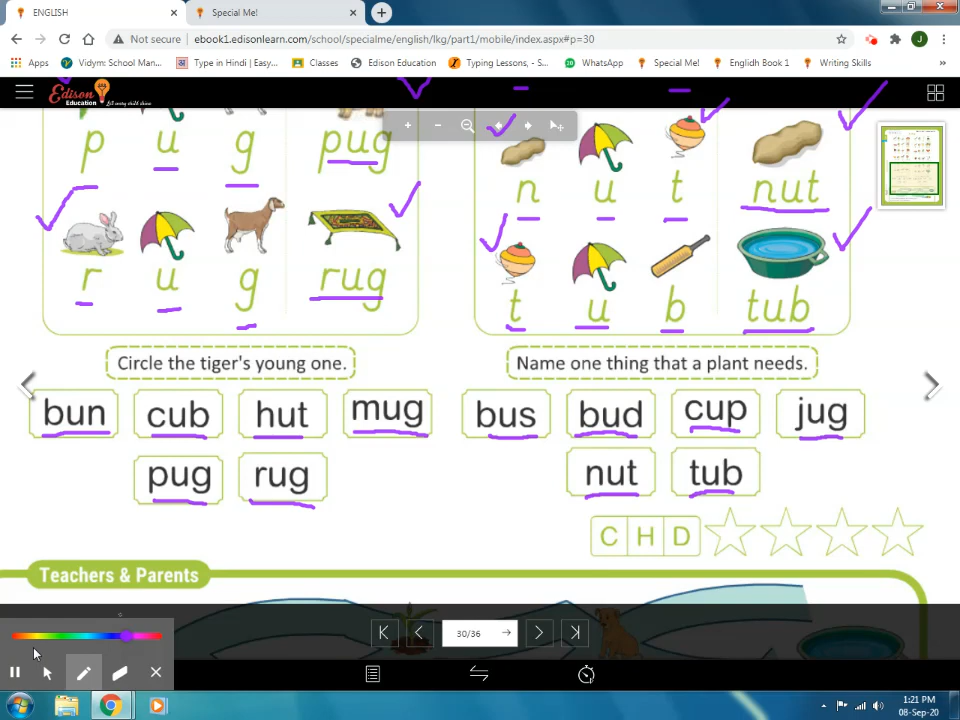 ENGLISH
Special Me!
Not secure ebook1.edisonlearn.com/school/specialme/english/lkg/part1/mobile/index.aspx#p=30
J
Apps Vidym: School Man... Type in Hindi | Easy... Classes Edison Education Typing Lessons, - S... WhatsApp Special Me! Englidh Book 1 Writing Skills »
Edison
Education
p u g pug
n u t nut
r u g rug
t u b tub
Circle the tiger's young one.
Name one thing that a plant needs.
bun cub hut mug
bus bud cup jug
pug rug
nut tub
C H D
Teachers & Parents
30/36
1:21 PM
08-Sep-20